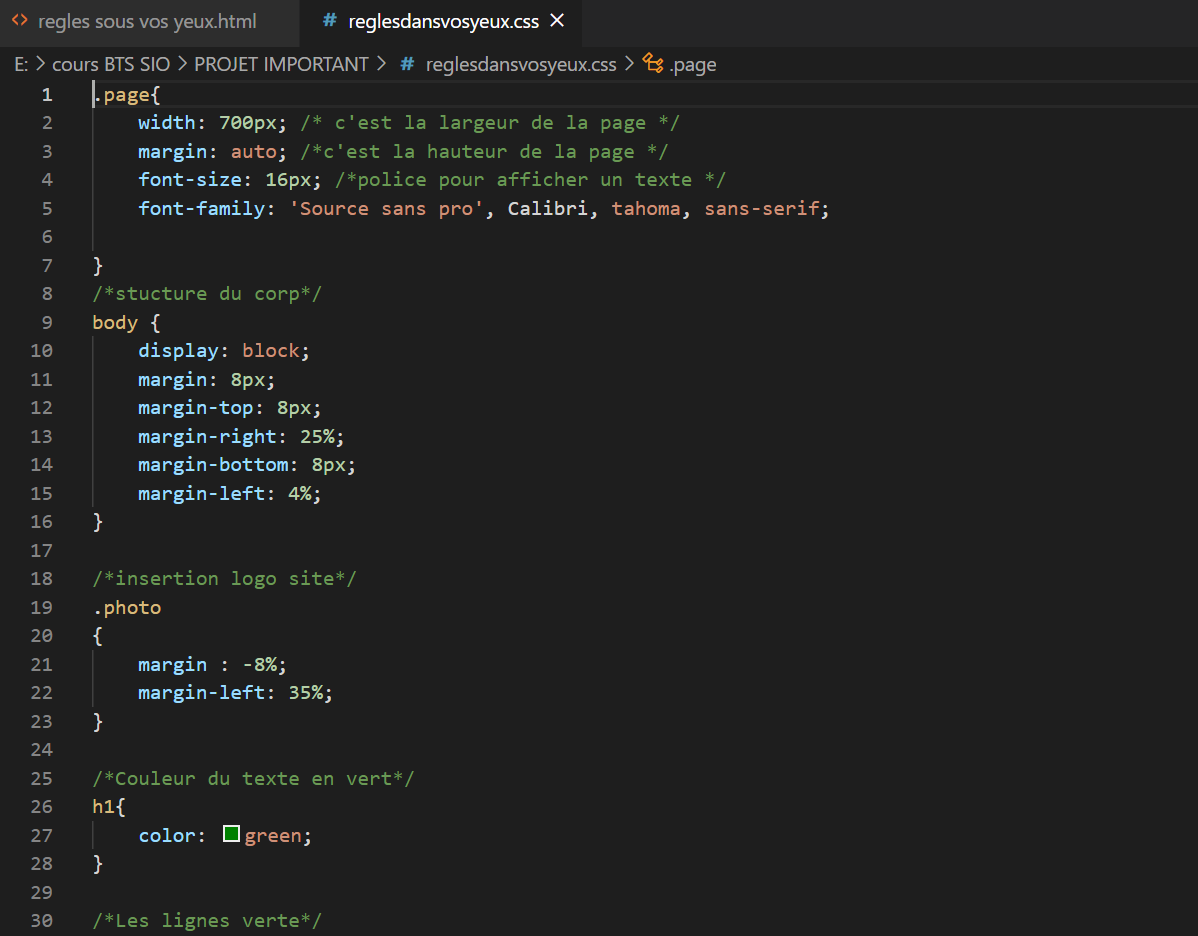 regles sous vos yeux.html
# reglesdansvosyeux.css
E: > cours BTS SIO > PROJET IMPORTANT > # reglesdansvosyeux.css > .page
1 .page{
2 width: 700px; /* c'est la largeur de la page */
3 margin: auto; /*c'est la hauteur de la page */
4 font-size: 16px; /*police pour afficher un texte */
5 font-family: 'Source sans pro', Calibri, tahoma, sans-serif;
6
7 }
8 /*stucture du corp*/
9 body {
10 display: block;
11 margin: 8px;
12 margin-top: 8px;
13 margin-right: 25%;
14 margin-bottom: 8px;
15 margin-left: 4%;
16 }
17
18 /*insertion logo site*/
19 .photo
20 {
21 margin : -8%;
22 margin-left: 35%;
23 }
24
25 /*Couleur du texte en vert*/
26 h1{
27 color: green;
28 }
29
30 /*Les lignes verte*/